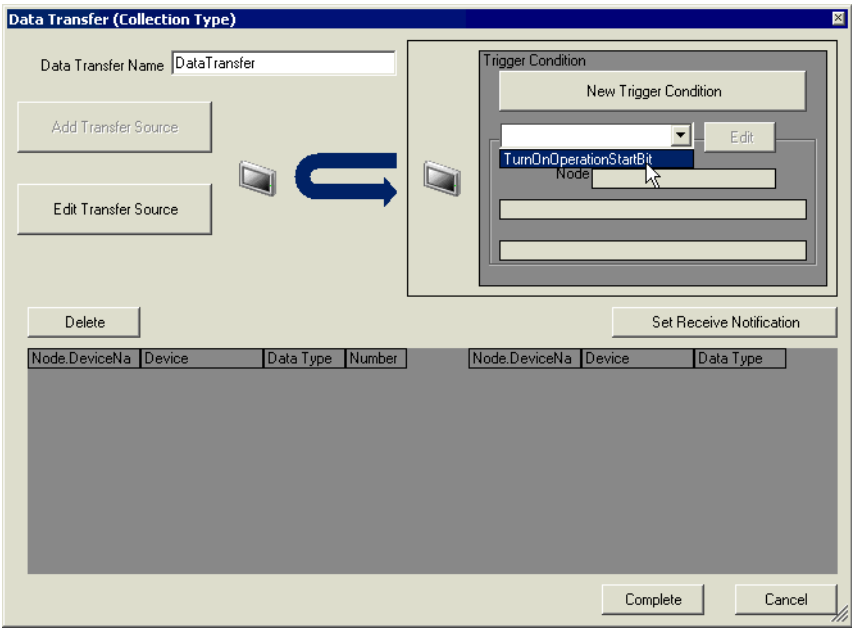 Data Transfer (Collection Type)
Data Transfer Name DataTransfer
Trigger Condition
New Trigger Condition
Add Transfer Source
Edit
TurnOnOperationStartBit
Node
Edit Transfer Source
Delete
Set Receive Notification
Node.DeviceNa Device Data Type Number Node.DeviceNa Device Data Type
Complete Cancel